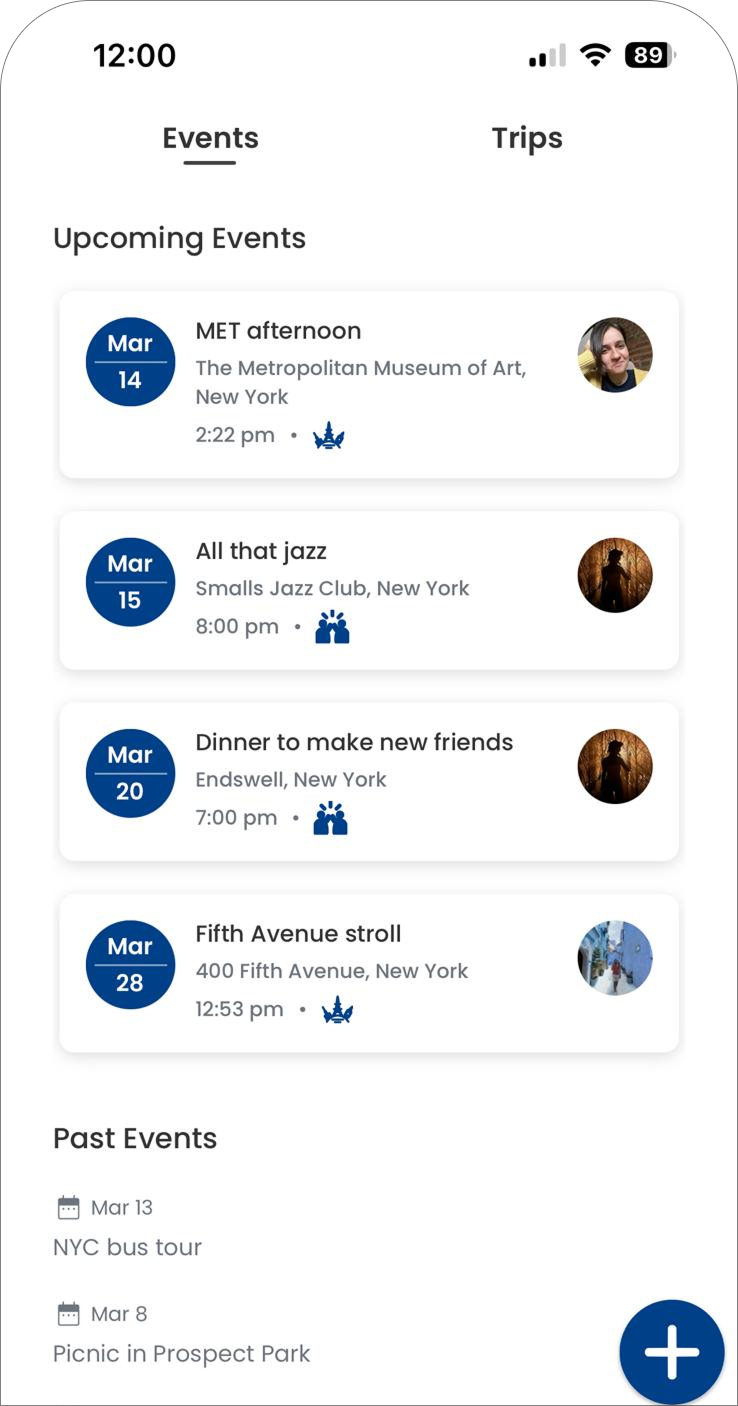 12:00
89
Events Trips
Upcoming Events
Mar
14
MET afternoon
The Metropolitan Museum of Art,
New York
2:22 pm •
Mar
15
All that jazz
Smalls Jazz Club, New York
8:00 pm •
Mar
20
Dinner to make new friends
Endswell, New York
7:00 pm •
Mar
28
Fifth Avenue stroll
400 Fifth Avenue, New York
12:53 pm •
Past Events
Mar 13
NYC bus tour
Mar 8
Picnic in Prospect Park